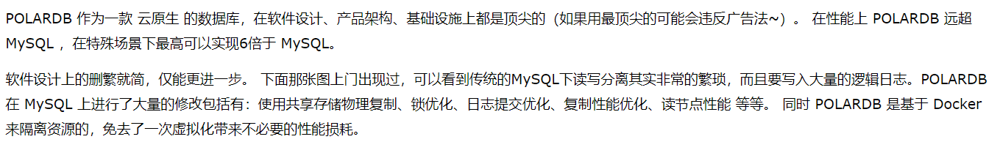 POLARDB 作为一款 云原生 的数据库，在软件设计、产品架构、基础设施上都是顶尖的（如果用最顶尖的可能会违反广告法~）。 在性能上 POLARDB 远超
MySQL ，在特殊场景下最高可以实现6倍于 MySQL。
软件设计上的删繁就简，仅能更进一步。 下面那张图上门出现过，可以看到传统的MySQL下读写分离其实非常的繁琐，而且要写入大量的逻辑日志。POLARDB
在 MySQL 上进行了大量的修改包括有：使用共享存储物理复制、锁优化、日志提交优化、复制性能优化、读节点性能 等等。 同时 POLARDB 是基于 Docker
来隔离资源的，免去了一次虚拟化带来不必要的性能损耗。